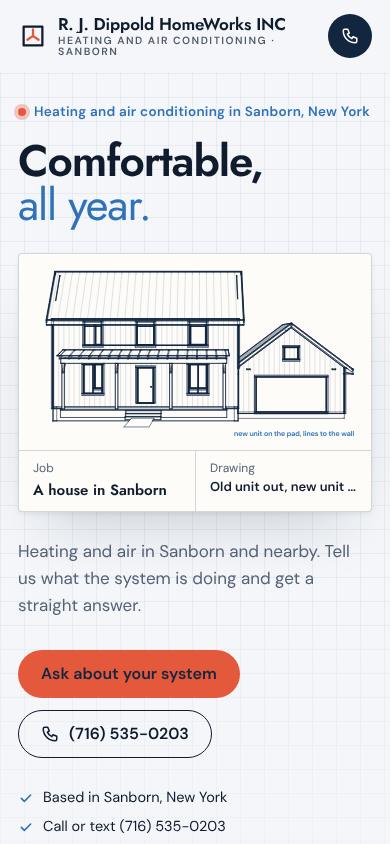 R. J. Dippold HomeWorks INC
HEATING AND AIR CONDITIONING ·
SANBORN
Heating and air conditioning in Sanborn, New York
Comfortable,
all year.
new unit on the pad, lines to the wall
Job
A house in Sanborn
Drawing
Old unit out, new unit ...
Heating and air in Sanborn and nearby. Tell
us what the system is doing and get a
straight answer.
Ask about your system
(716) 535-0203
Based in Sanborn, New York
Call or text (716) 535-0203